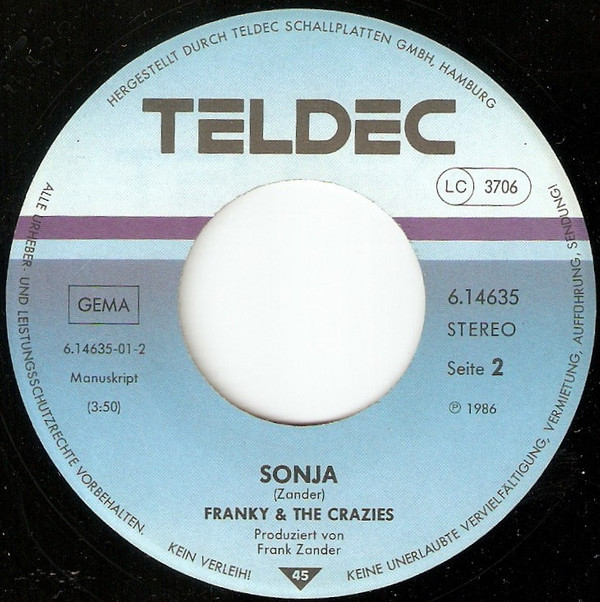 HERGESTELLT DURCH TELDEC SCHALLPLATTEN GMBH, HAMBURG
TELDEC
LC 3706
GEMA
6.14635-01-2
Manuskript
(3:50)
6.14635
STEREO
Seite 2
℗ 1986
SONJA
(Zander)
FRANKY & THE CRAZIES
Produziert von
Frank Zander
45
ALLE URHEBER- UND LEISTUNGSSCHUTZRECHTE VORBEHALTEN.
KEIN VERLEIH!
KEINE UNERLAUBTE VERVIELFÄLTIGUNG, VERMIETUNG, AUFFÜHRUNG, SENDUNG!